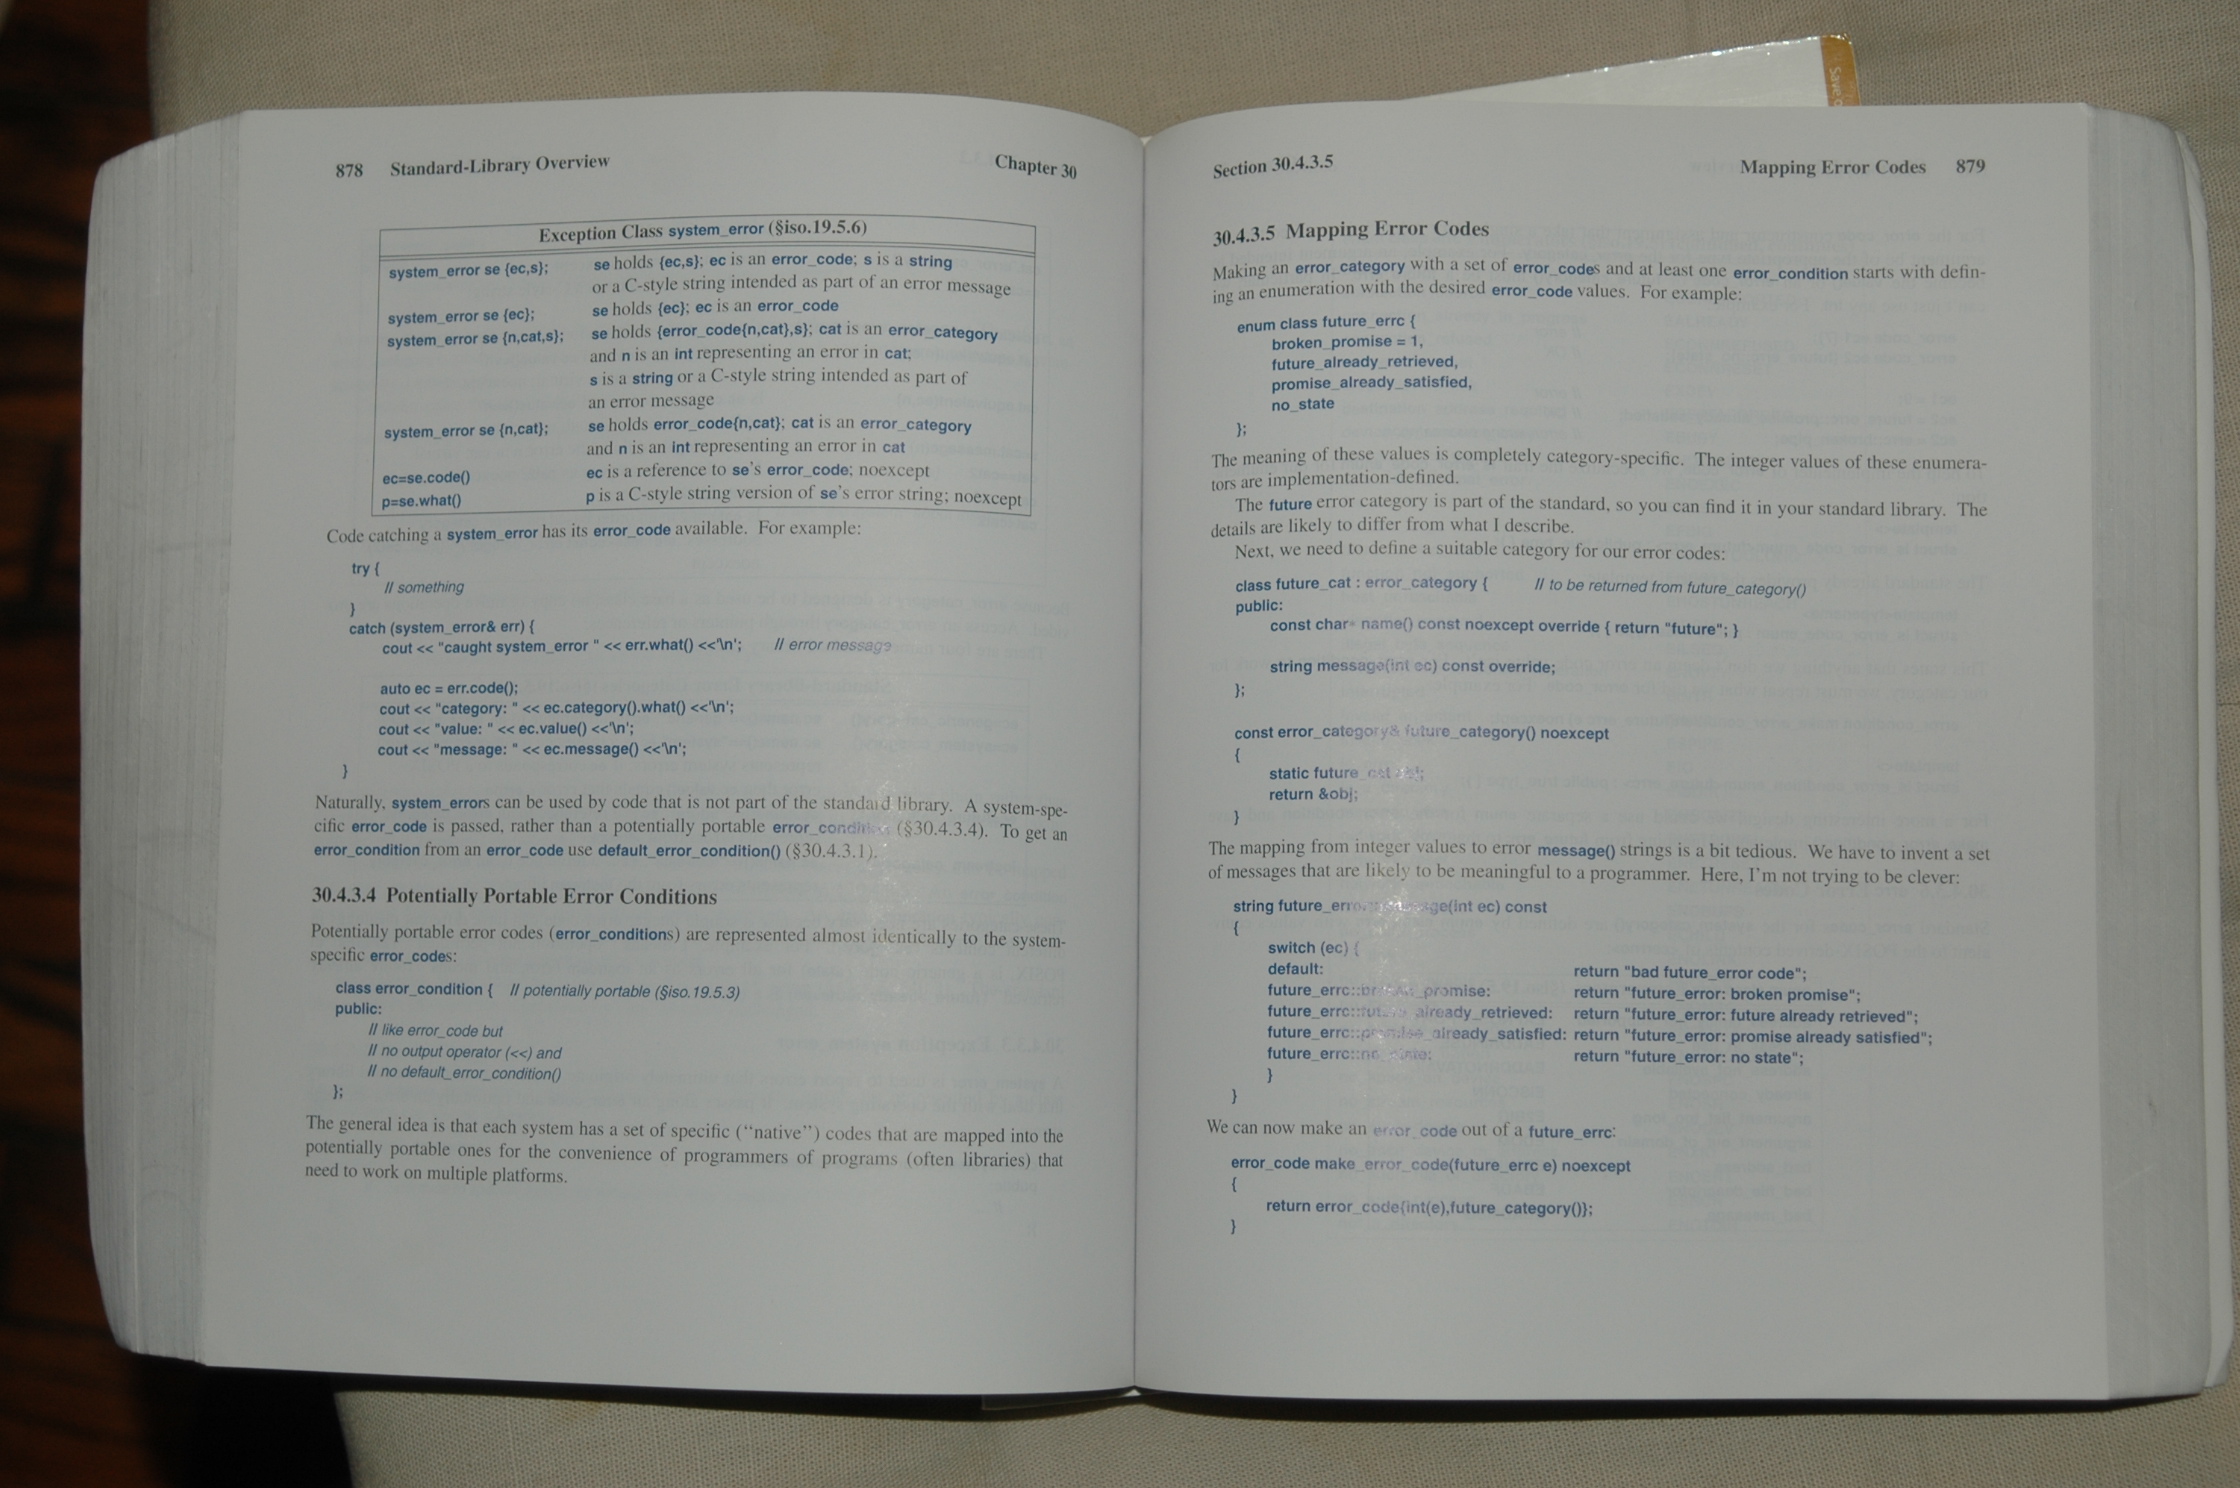 878 Standard-Library Overview Chapter 30
Exception Class system_error (§iso.19.5.6)
system_error se {ec,s}; se holds {ec,s}; ec is an error_code; s is a string
or a C-style string intended as part of an error message
system_error se {ec}; se holds {ec}; ec is an error_code
system_error se {n,cat,s}; se holds {error_code{n,cat},s}; cat is an error_category
and n is an int representing an error in cat;
s is a string or a C-style string intended as part of
an error message
system_error se {n,cat}; se holds error_code{n,cat}; cat is an error_category
and n is an int representing an error in cat
ec=se.code() ec is a reference to se's error_code; noexcept
p=se.what() p is a C-style string version of se's error string; noexcept
Code catching a system_error has its error_code available. For example:
try {
// something
}
catch (system_error& err) {
cout << "caught system_error " << err.what() <<'\n'; // error message
auto ec = err.code();
cout << "category: " << ec.category().what() <<'\n';
cout << "value: " << ec.value() <<'\n';
cout << "message: " << ec.message() <<'\n';
}
Naturally, system_errors can be used by code that is not part of the standard library. A system-spe-
cific error_code is passed, rather than a potentially portable error_condition (§30.4.3.4). To get an
error_condition from an error_code use default_error_condition() (§30.4.3.1).
30.4.3.4 Potentially Portable Error Conditions
Potentially portable error codes (error_conditions) are represented almost identically to the system-
specific error_codes:
class error_condition { // potentially portable (§iso.19.5.3)
public:
// like error_code but
// no output operator (<<) and
// no default_error_condition()
};
The general idea is that each system has a set of specific (“native”) codes that are mapped into the
potentially portable ones for the convenience of programmers of programs (often libraries) that
need to work on multiple platforms.
Section 30.4.3.5 Mapping Error Codes 879
30.4.3.5 Mapping Error Codes
Making an error_category with a set of error_codes and at least one error_condition starts with defin-
ing an enumeration with the desired error_code values. For example:
enum class future_errc {
broken_promise = 1,
future_already_retrieved,
promise_already_satisfied,
no_state
};
The meaning of these values is completely category-specific. The integer values of these enumera-
tors are implementation-defined.
The future error category is part of the standard, so you can find it in your standard library. The
details are likely to differ from what I describe.
Next, we need to define a suitable category for our error codes:
class future_cat : error_category { // to be returned from future_category()
public:
const char* name() const noexcept override { return "future"; }
string message(int ec) const override;
};
const error_category& future_category() noexcept
{
static future_cat obj;
return &obj;
}
The mapping from integer values to error message() strings is a bit tedious. We have to invent a set
of messages that are likely to be meaningful to a programmer. Here, I'm not trying to be clever:
string future_error::message(int ec) const
{
switch (ec) {
default: return "bad future_error code";
future_errc::broken_promise: return "future_error: broken promise";
future_errc::future_already_retrieved: return "future_error: future already retrieved";
future_errc::promise_already_satisfied: return "future_error: promise already satisfied";
future_errc::no_state: return "future_error: no state";
}
}
We can now make an error_code out of a future_errc:
error_code make_error_code(future_errc e) noexcept
{
return error_code{int(e),future_category()};
}